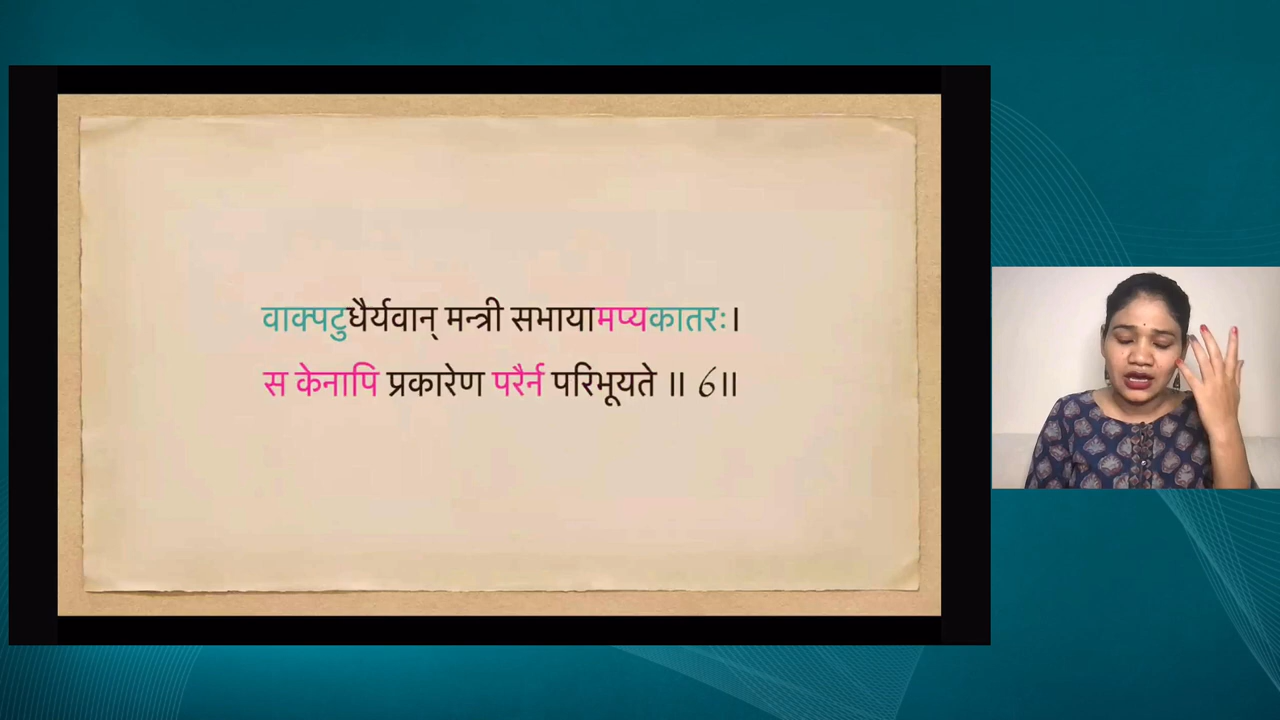 वाक्पटुधैर्यवान् मन्त्री सभायामप्यकातरः।
स केनापि प्रकारेण परैर्न परिभूयते ॥ 6॥